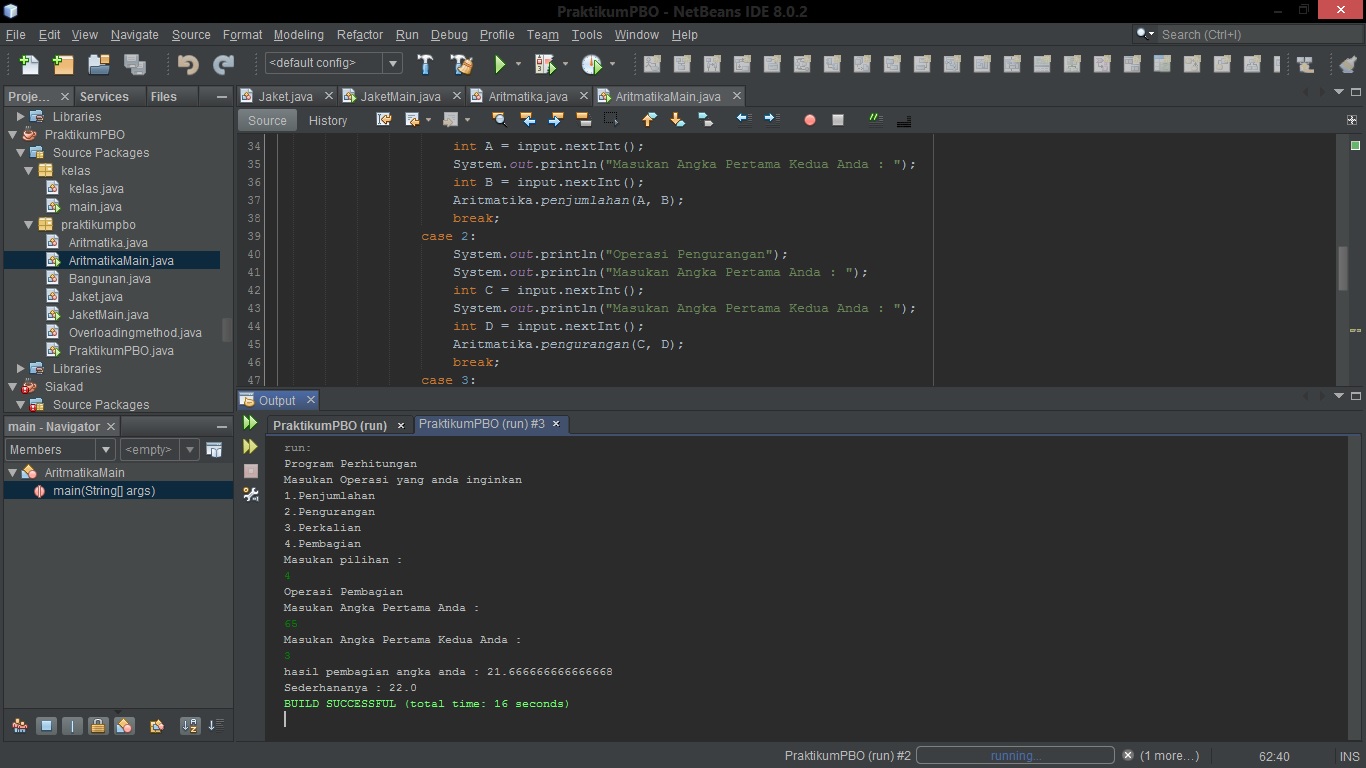 PraktikumPBO - NetBeans IDE 8.0.2
File Edit View Navigate Source Format Modeling Refactor Run Debug Profile Team Tools Window Help
Search (Ctrl+I)
<default config>
Proje... Services Files
Libraries
PraktikumPBO
Source Packages
kelas
kelas.java
main.java
praktikumpbo
Aritmatika.java
AritmatikaMain.java
Bangunan.java
Jaket.java
JaketMain.java
Overloadingmethod.java
PraktikumPBO.java
Libraries
Siakad
Source Packages
main - Navigator
Members <empty>
AritmatikaMain
main(String[] args)
Jaket.java JaketMain.java Aritmatika.java AritmatikaMain.java
Source History
34 int A = input.nextInt();
35 System.out.println("Masukan Angka Pertama Kedua Anda : ");
36 int B = input.nextInt();
37 Aritmatika.penjumlahan(A, B);
38 break;
39 case 2:
40 System.out.println("Operasi Pengurangan");
41 System.out.println("Masukan Angka Pertama Anda : ");
42 int C = input.nextInt();
43 System.out.println("Masukan Angka Pertama Kedua Anda : ");
44 int D = input.nextInt();
45 Aritmatika.pengurangan(C, D);
46 break;
47 case 3:
Output
PraktikumPBO (run) PraktikumPBO (run) #3
run:
Program Perhitungan
Masukan Operasi yang anda inginkan
1.Penjumlahan
2.Pengurangan
3.Perkalian
4.Pembagian
Masukan pilihan :
4
Operasi Pembagian
Masukan Angka Pertama Anda :
65
Masukan Angka Pertama Kedua Anda :
3
hasil pembagian angka anda : 21.666666666666668
Sederhananya : 22.0
BUILD SUCCESSFUL (total time: 16 seconds)
PraktikumPBO (run) #2 running... (1 more...) 62:40 INS